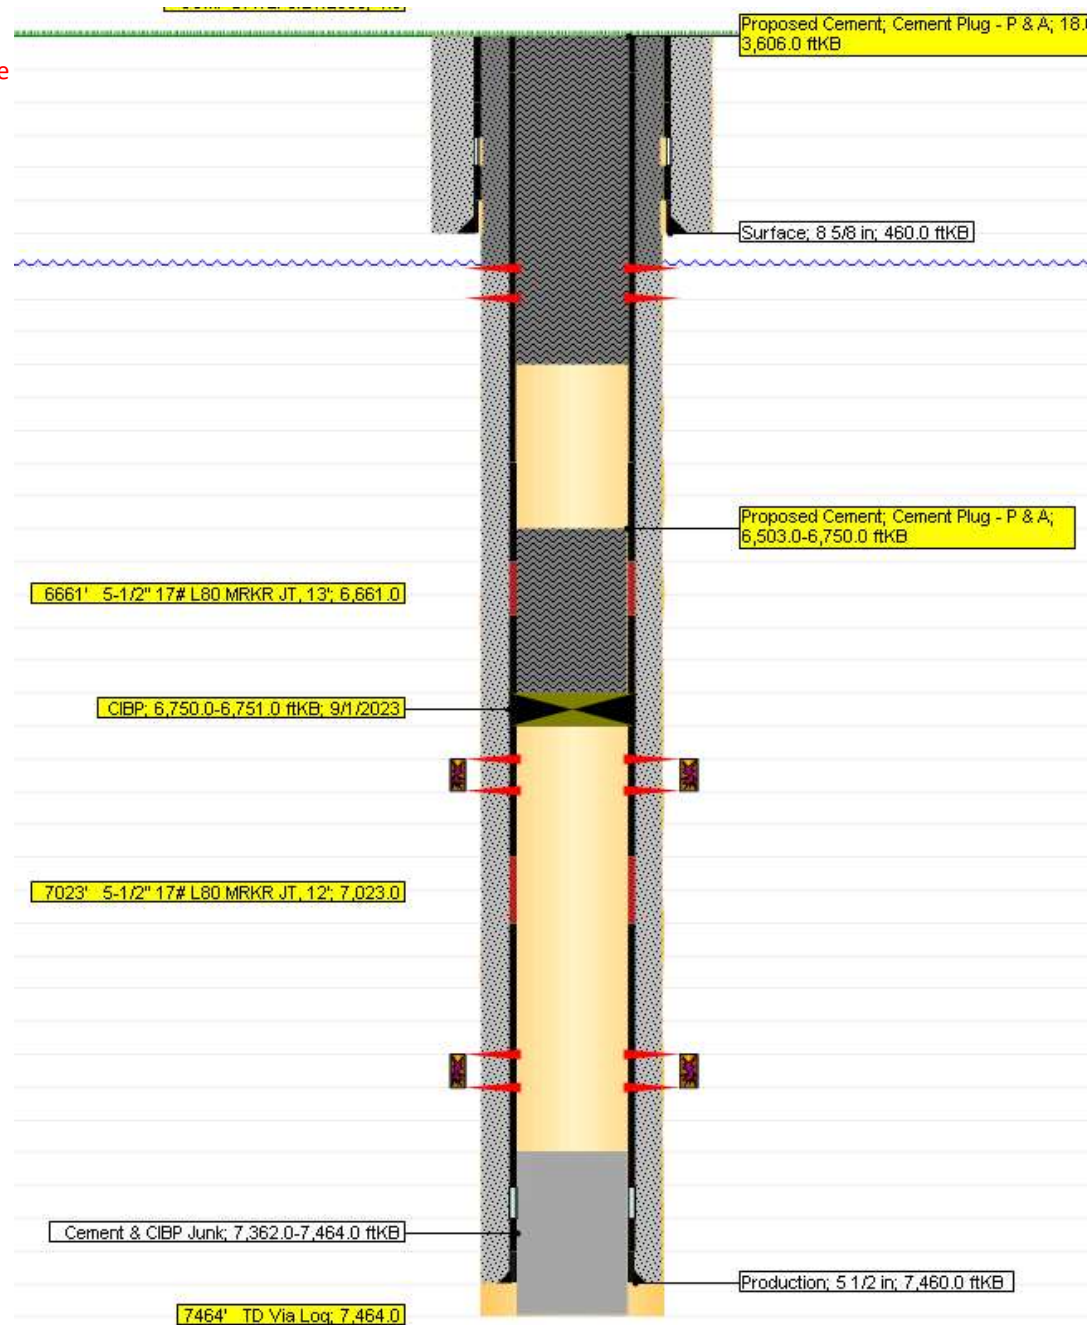 Proposed Cement; Cement Plug - P & A; 18.0
3,606.0 ftKB
e
Surface; 8 5/8 in; 460.0 ftKB
Proposed Cement; Cement Plug - P & A;
6,503.0-6,750.0 ftKB
6661' 5-1/2" 17# L80 MRKR JT, 13'; 6,661.0
CIBP; 6,750.0-6,751.0 ftKB; 9/1/2023
7023' 5-1/2" 17# L80 MRKR JT, 12'; 7,023.0
Cement & CIBP Junk; 7,362.0-7,464.0 ftKB
Production; 5 1/2 in; 7,460.0 ftKB
7464' TD Via Log; 7,464.0